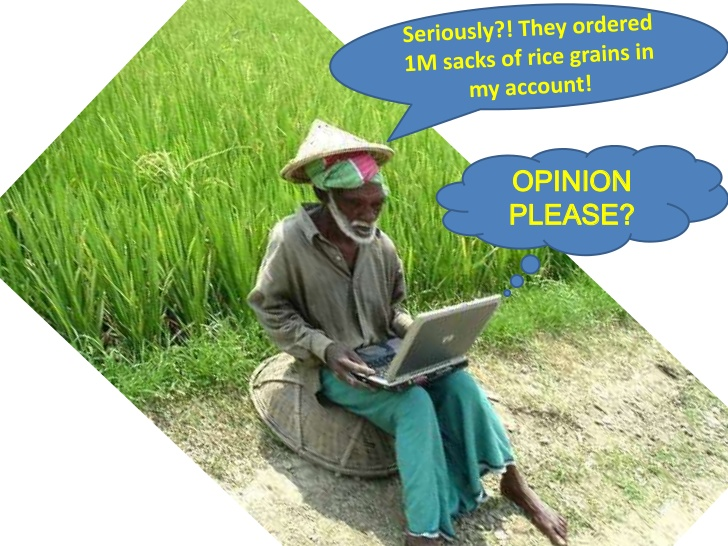 Seriously?! They ordered
1M sacks of rice grains in
my account!
OPINION
PLEASE?